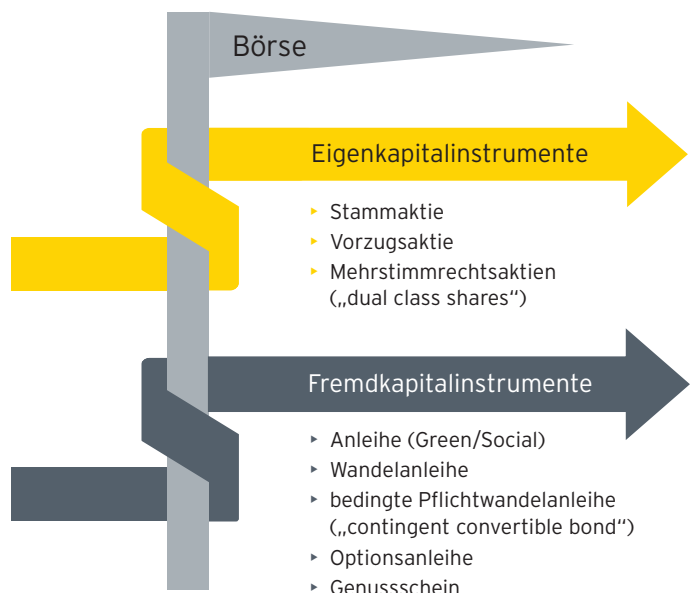 Börse
Eigenkapitalinstrumente
▸ Stammaktie
▸ Vorzugsaktie
▸ Mehrstimmrechtsaktien
(„dual class shares“)
Fremdkapitalinstrumente
▸ Anleihe (Green/Social)
▸ Wandelanleihe
▸ bedingte Pflichtwandelanleihe
(„contingent convertible bond“)
▸ Optionsanleihe
▸ Genussschein